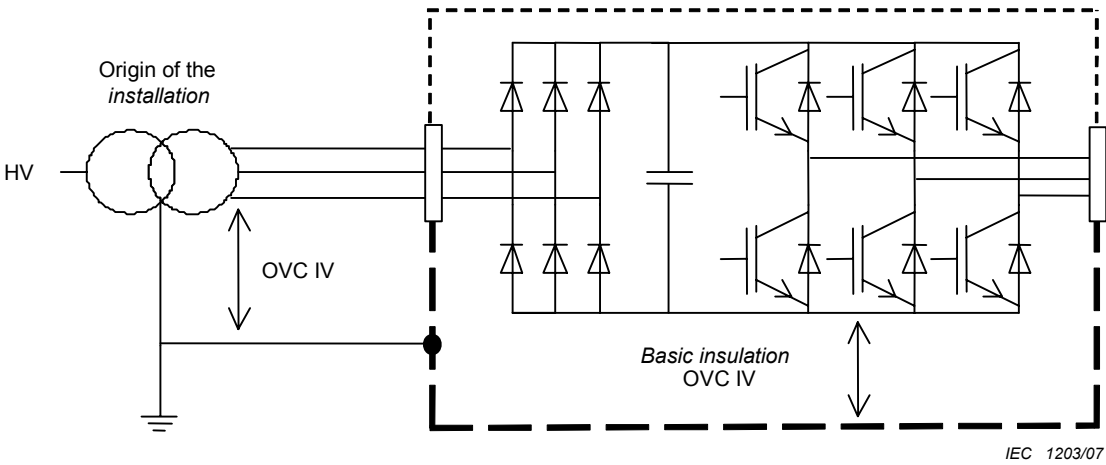 Origin of the
installation
HV
OVC IV
Basic insulation
OVC IV
IEC 1203/07